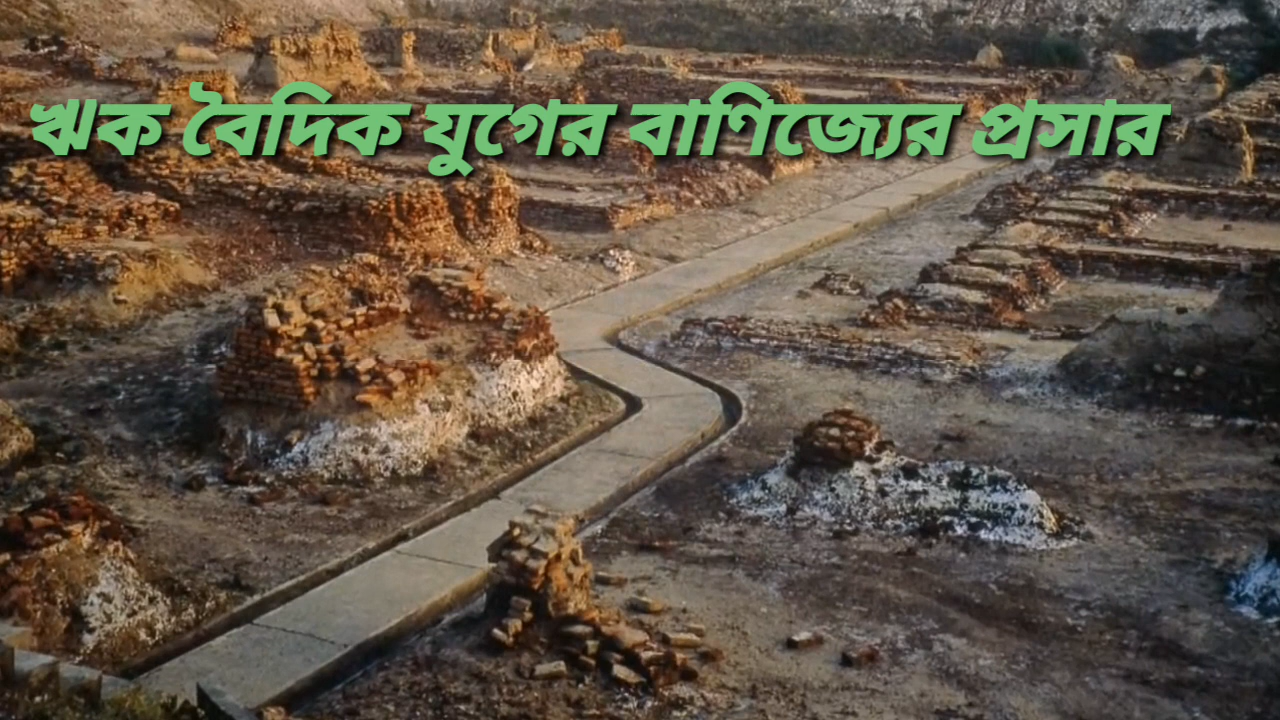 ঋক বৈদিক যুগের বাণিজ্যের প্রসার